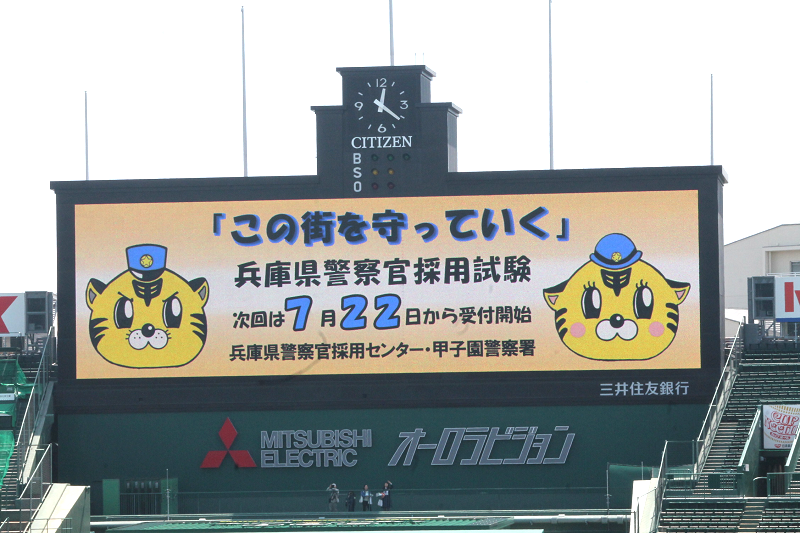 12
9 3
6
CITIZEN
B
S
O
「この街を守っていく」
兵庫県警察官採用試験
次回は7月22日から受付開始
兵庫県警察官採用センター・甲子園警察署
三井住友銀行
MITSUBISHI
ELECTRIC
オーロラビジョン